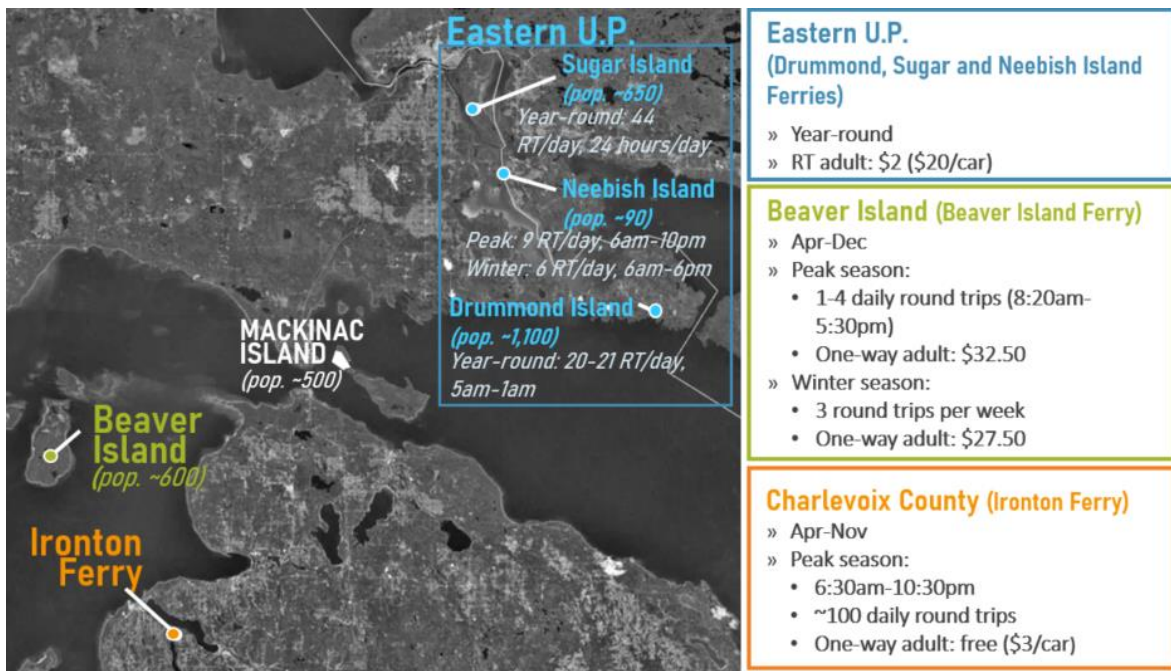 Eastern U.P.
Sugar Island
(pop. ~650)
Year-round: 44
RT/day, 24 hours/day
Neebish Island
(pop. ~90)
Peak: 9 RT/day, 6am-10pm
Winter: 6 RT/day, 6am-6pm
Drummond Island
(pop. ~1,100)
Year-round: 20-21 RT/day,
5am-1am
MACKINAC
ISLAND
(pop. ~500)
Beaver
Island
(pop. ~600)
Ironton
Ferry
Eastern U.P.
(Drummond, Sugar and Neebish Island
Ferries)
» Year-round
» RT adult: $2 ($20/car)
Beaver Island (Beaver Island Ferry)
» Apr-Dec
» Peak season:
• 1-4 daily round trips (8:20am-
5:30pm)
• One-way adult: $32.50
» Winter season:
• 3 round trips per week
• One-way adult: $27.50
Charlevoix County (Ironton Ferry)
» Apr-Nov
» Peak season:
• 6:30am-10:30pm
• ~100 daily round trips
• One-way adult: free ($3/car)